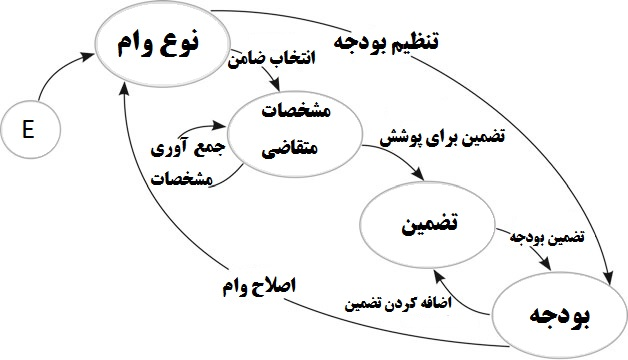 نوع وام
تنظیم بودجه
انتخاب ضامن
مشخصات
متقاضی
E
جمع آوری
مشخصات
تضمین برای پوشش
تضمین
تضمین بودجه
اصلاح وام
اضافه کردن تضمین
بودجه